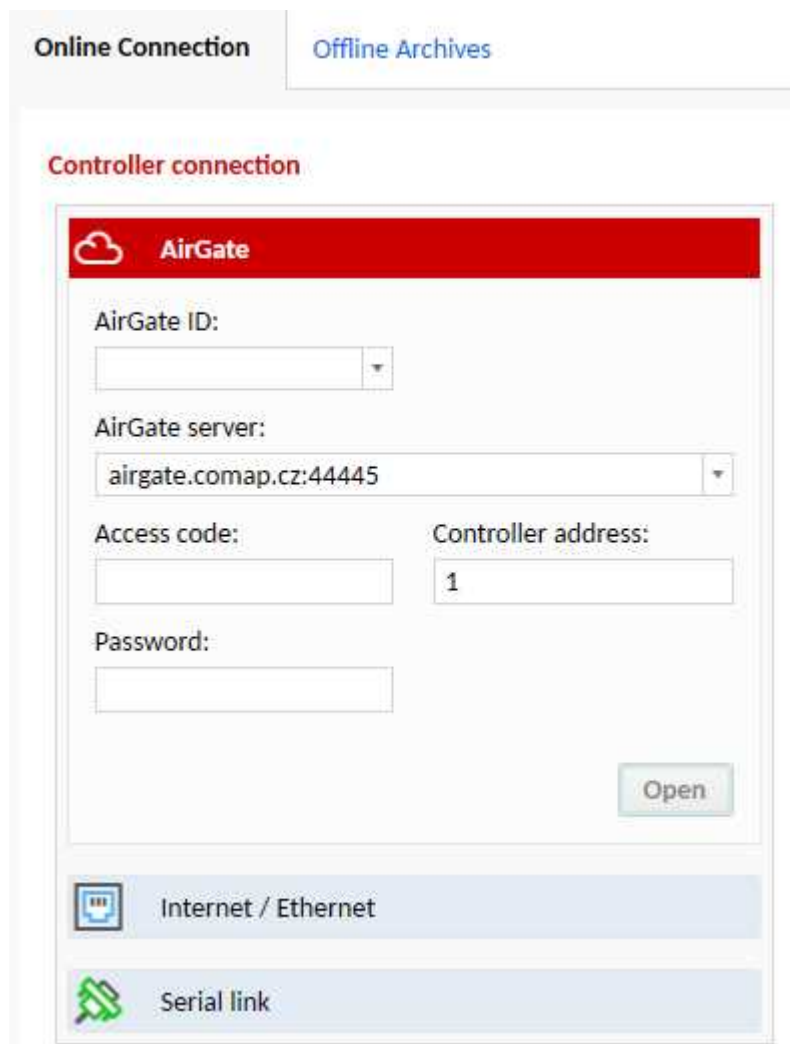 Online Connection Offline Archives
Controller connection
AirGate
AirGate ID:
AirGate server:
airgate.comap.cz:44445
Access code: Controller address:
1
Password:
Open
Internet / Ethernet
Serial link